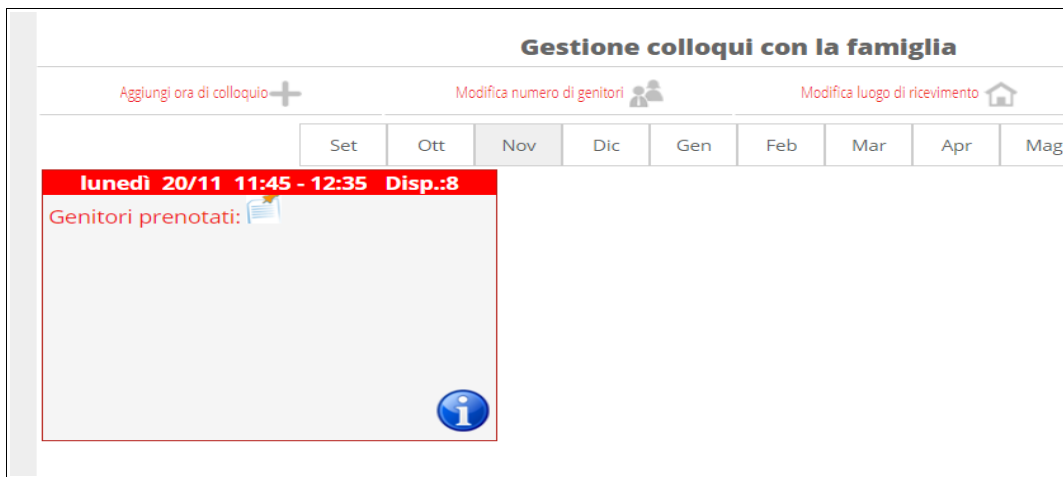 Gestione colloqui con la famiglia
Aggiungi ora di colloquio Modifica numero di genitori Modifica luogo di ricevimento
Set Ott Nov Dic Gen Feb Mar Apr Mag
lunedì 20/11 11:45 - 12:35 Disp.:8
Genitori prenotati: